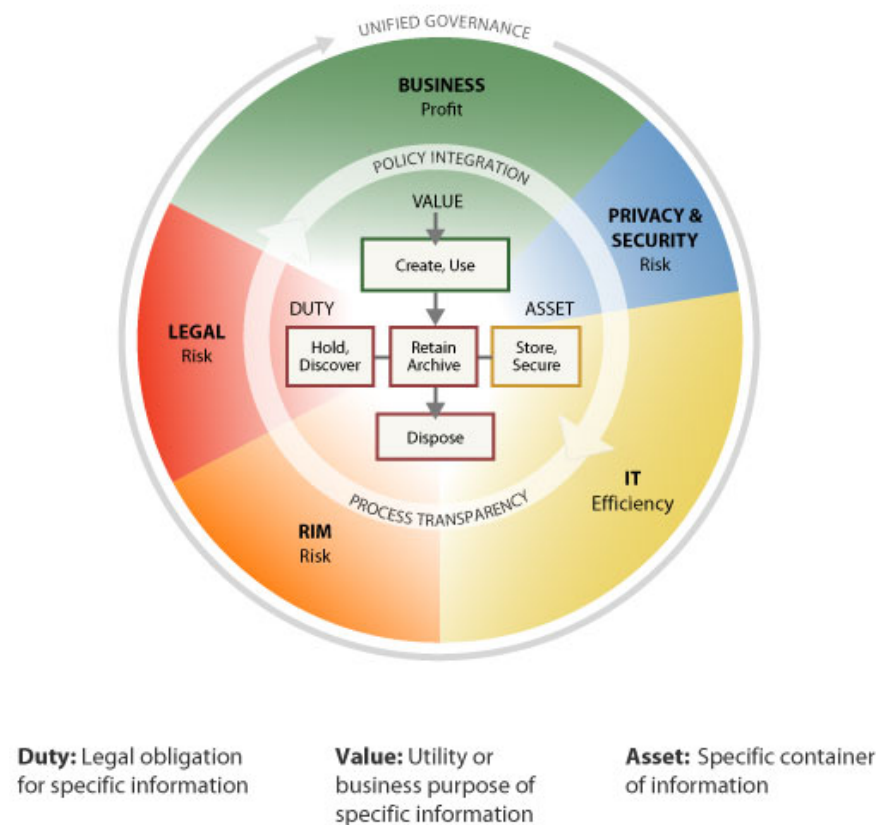 UNIFIED GOVERNANCE
BUSINESS
Profit
POLICY INTEGRATION
VALUE
PRIVACY &
SECURITY
Risk
Create, Use
DUTY
ASSET
LEGAL
Risk
Hold,
Discover
Retain
Archive
Store,
Secure
Dispose
IT
Efficiency
PROCESS TRANSPARENCY
RIM
Risk
Duty: Legal obligation
for specific information
Value: Utility or
business purpose of
specific information
Asset: Specific container
of information